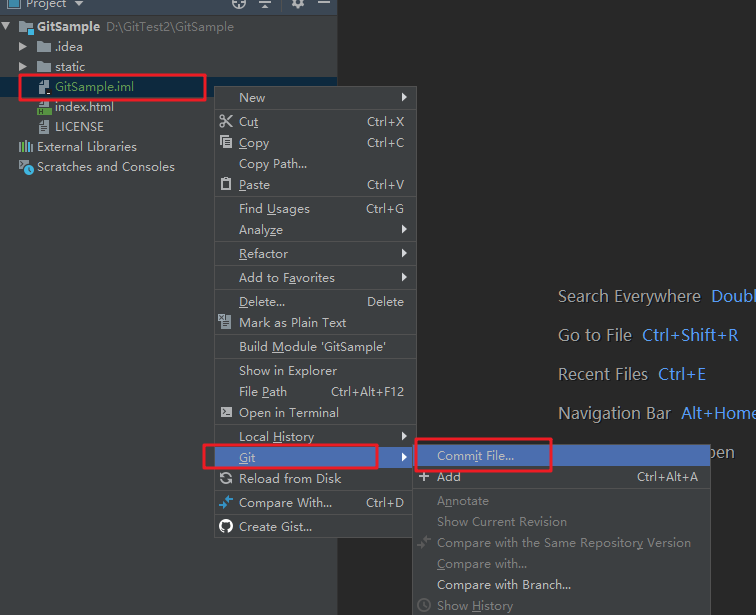 Project
GitSample D:\GitTest2\GitSample
.idea
static
GitSample.iml
index.html
LICENSE
External Libraries
Scratches and Consoles
New
Cut Ctrl+X
Copy Ctrl+C
Copy Path...
Paste Ctrl+V
Find Usages Ctrl+G
Analyze
Refactor
Add to Favorites
Delete... Delete
Mark as Plain Text
Build Module 'GitSample'
Show in Explorer
File Path Ctrl+Alt+F12
Open in Terminal
Local History
Git
Reload from Disk
Compare With... Ctrl+D
Create Gist...
Commit File...
Add Ctrl+Alt+A
Annotate
Show Current Revision
Compare with the Same Repository Version
Compare with...
Compare with Branch...
Show History
Search Everywhere Doubl
Go to File Ctrl+Shift+R
Recent Files Ctrl+E
Navigation Bar Alt+Home
pen